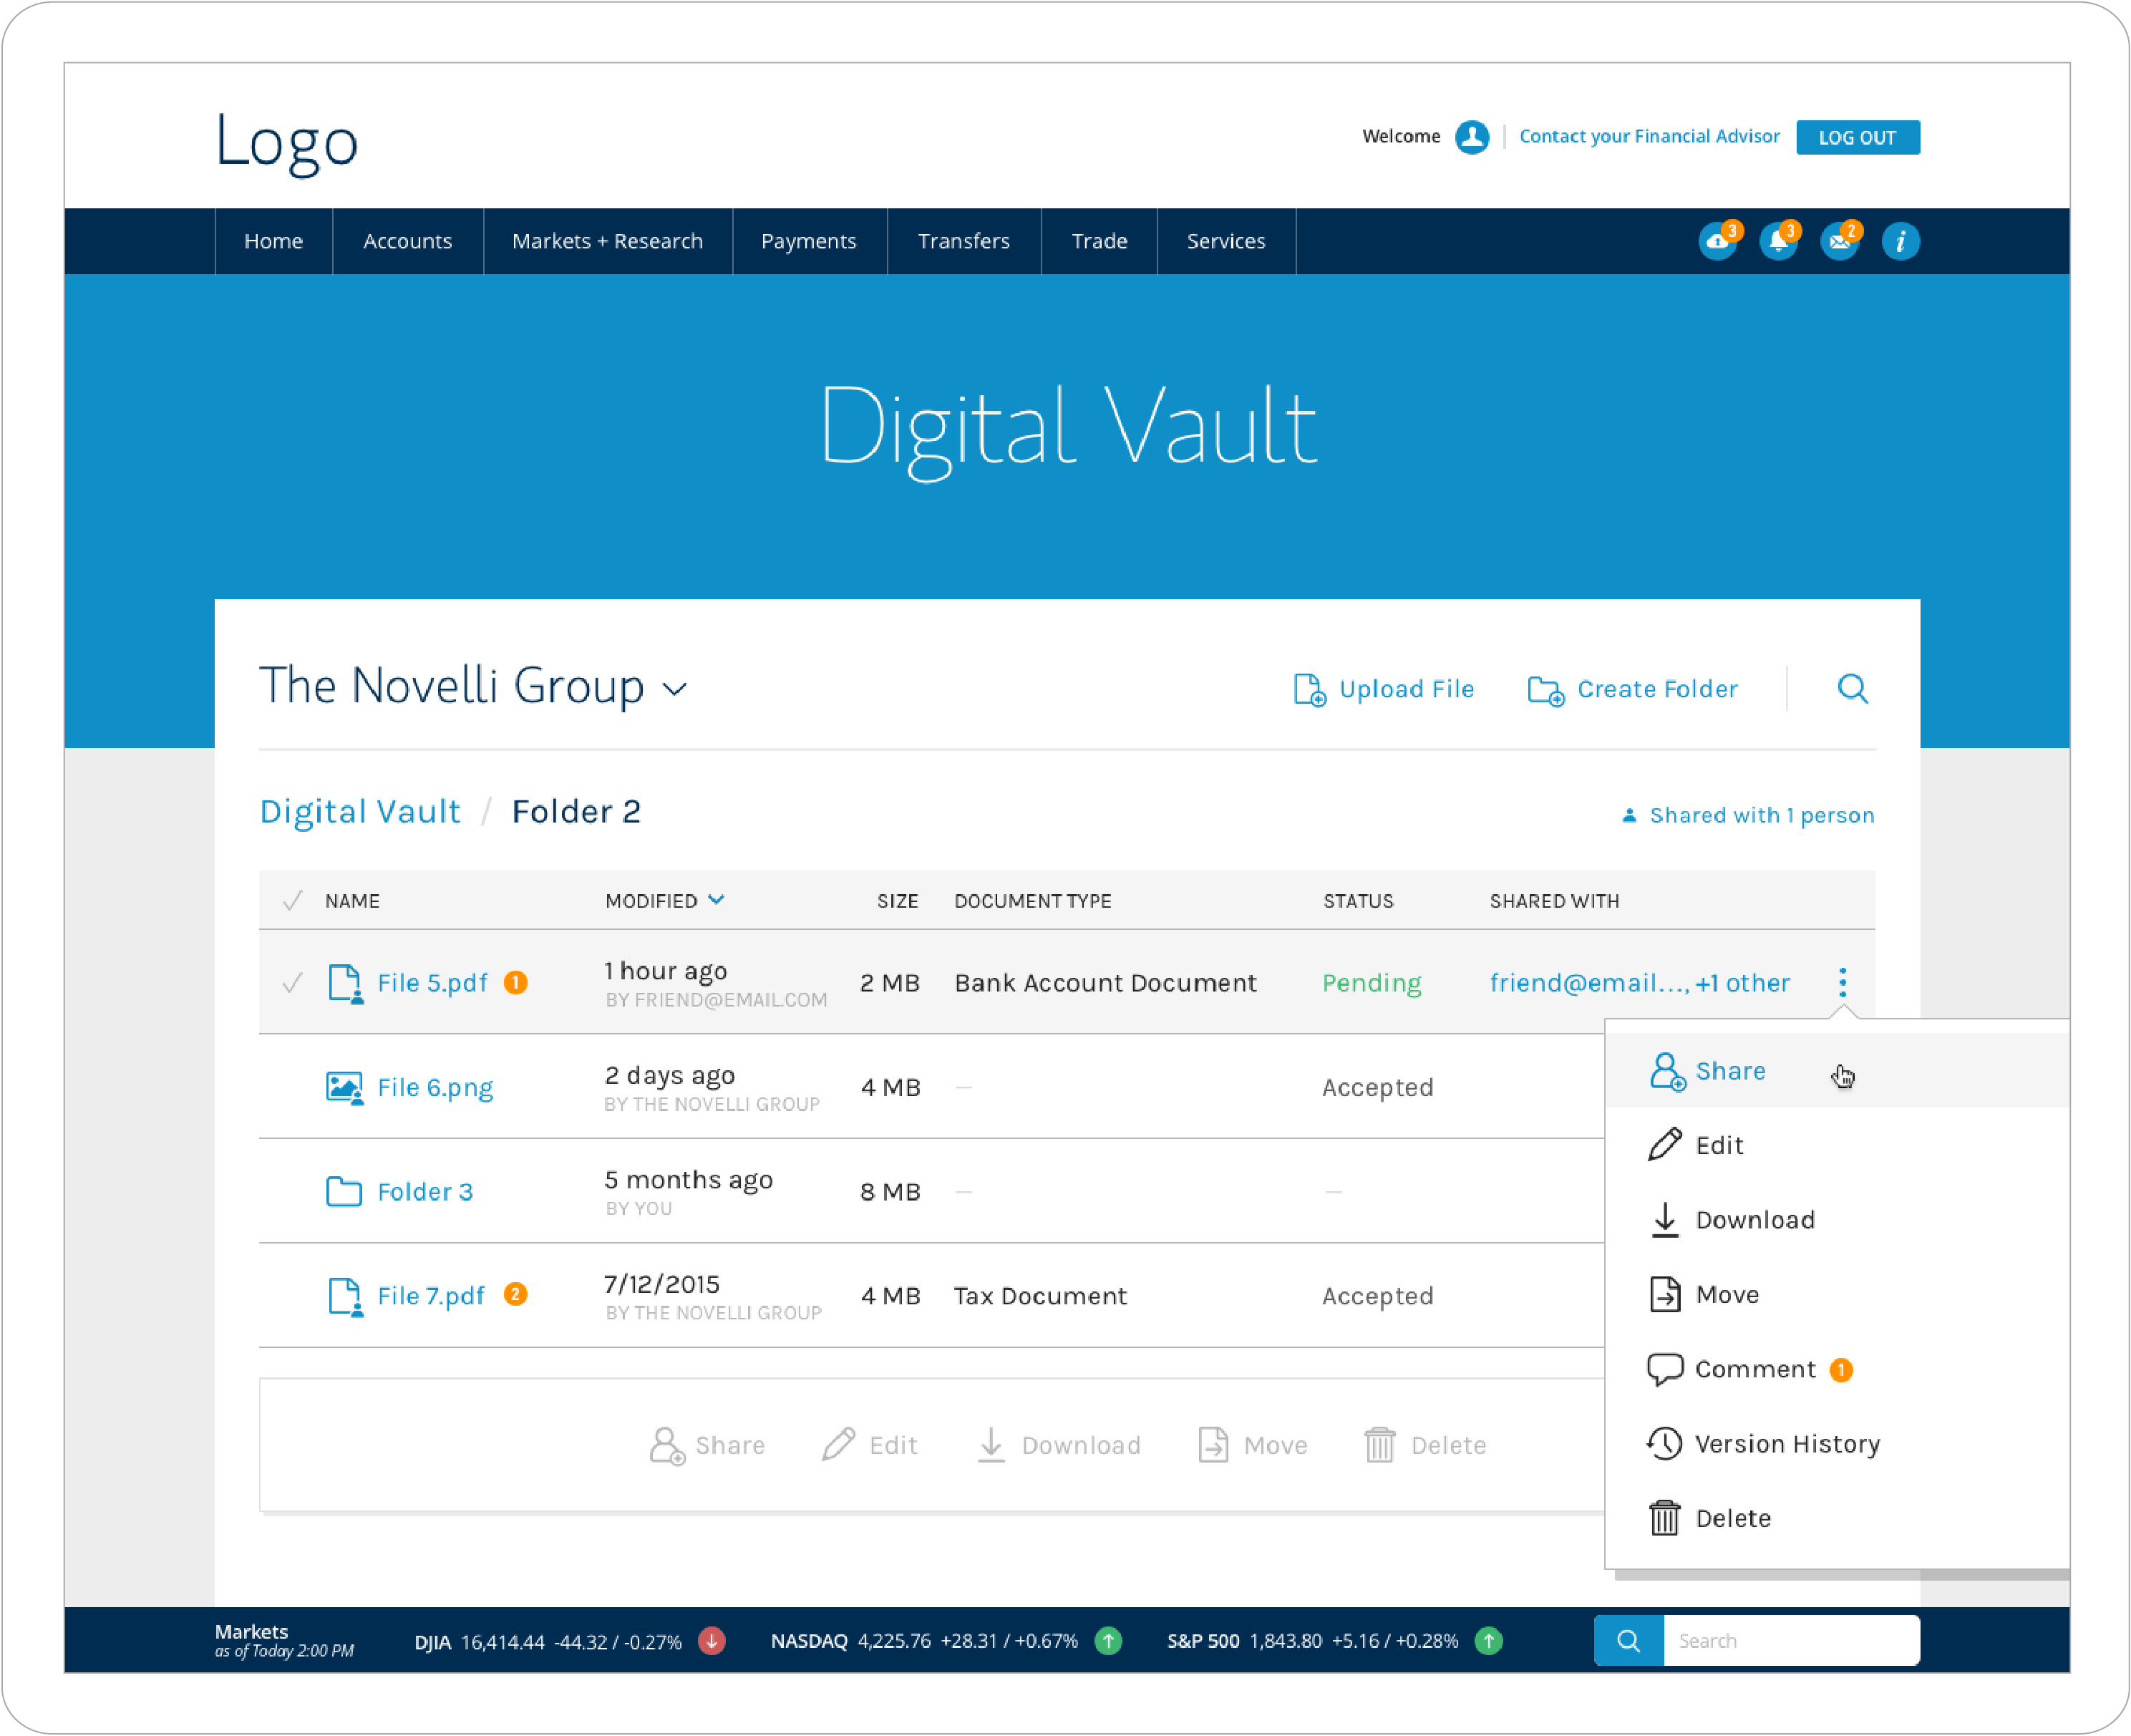 Logo
Welcome
Contact your Financial Advisor
LOG OUT
Home
Accounts
Markets + Research
Payments
Transfers
Trade
Services
3
3
2
i
Digital Vault
The Novelli Group
Upload File
Create Folder
Digital Vault / Folder 2
Shared with 1 person
NAME
MODIFIED
SIZE
DOCUMENT TYPE
STATUS
SHARED WITH
File 5.pdf
1
1 hour ago
BY FRIEND@EMAIL.COM
2 MB
Bank Account Document
Pending
friend@email..., +1 other
File 6.png
2 days ago
BY THE NOVELLI GROUP
4 MB
—
Accepted
Folder 3
5 months ago
BY YOU
8 MB
—
—
File 7.pdf
2
7/12/2015
BY THE NOVELLI GROUP
4 MB
Tax Document
Accepted
Share
Edit
Download
Move
Comment
1
Version History
Delete
Share
Edit
Download
Move
Delete
Markets
as of Today 2:00 PM
DJIA 16,414.44 -44.32 / -0.27%
NASDAQ 4,225.76 +28.31 / +0.67%
S&P 500 1,843.80 +5.16 / +0.28%
Search